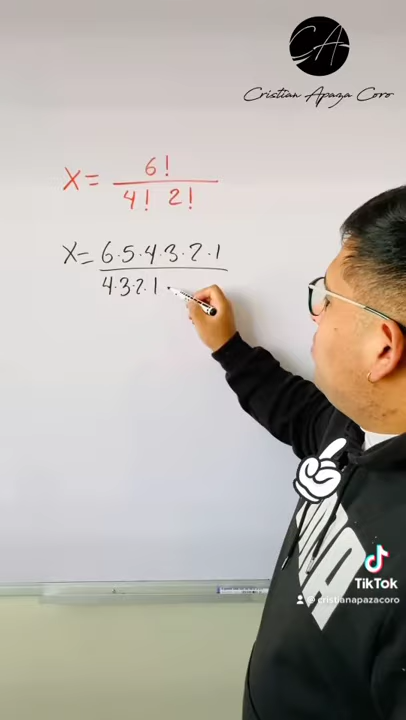 CA
Cristian Apaza Coro
X = 6!
4! 2!
X = 6·5·4·3·2·1
4·3·2·1 ·
TikTok
@cristianapazacoro